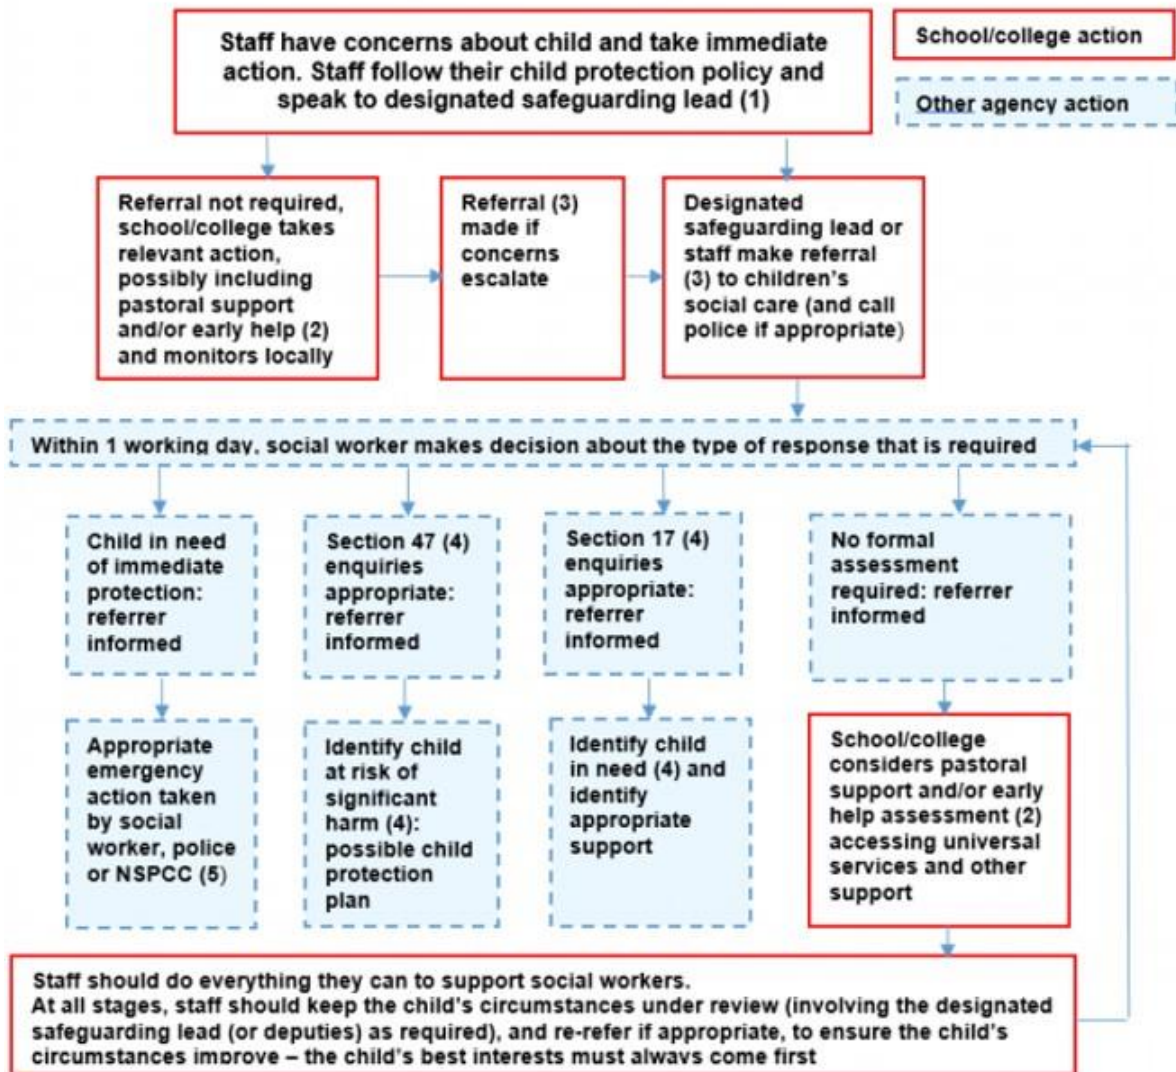 Staff have concerns about child and take immediate
action. Staff follow their child protection policy and
speak to designated safeguarding lead (1)
School/college action
Other agency action
Referral not required,
school/college takes
relevant action,
possibly including
pastoral support
and/or early help (2)
and monitors locally
Referral (3)
made if
concerns
escalate
Designated
safeguarding lead or
staff make referral
(3) to children's
social care (and call
police if appropriate)
Within 1 working day, social worker makes decision about the type of response that is required
Child in need
of immediate
protection:
referrer
informed
Section 47 (4)
enquiries
appropriate:
referrer
informed
Section 17 (4)
enquiries
appropriate:
referrer
informed
No formal
assessment
required: referrer
informed
Appropriate
emergency
action taken
by social
worker, police
or NSPCC (5)
Identify child
at risk of
significant
harm (4):
possible child
protection
plan
Identify child
in need (4) and
identify
appropriate
support
School/college
considers pastoral
support and/or early
help assessment (2)
accessing universal
services and other
support
Staff should do everything they can to support social workers.
At all stages, staff should keep the child's circumstances under review (involving the designated
safeguarding lead (or deputies) as required), and re-refer if appropriate, to ensure the child's
circumstances improve – the child's best interests must always come first